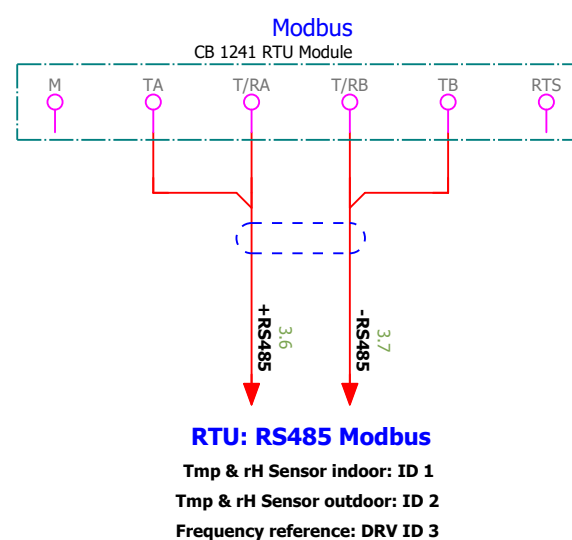 Modbus
CB 1241 RTU Module
M TA T/RA T/RB TB RTS
+RS485 3.6 -RS485 3.7
RTU: RS485 Modbus
Tmp & rH Sensor indoor: ID 1
Tmp & rH Sensor outdoor: ID 2
Frequency reference: DRV ID 3